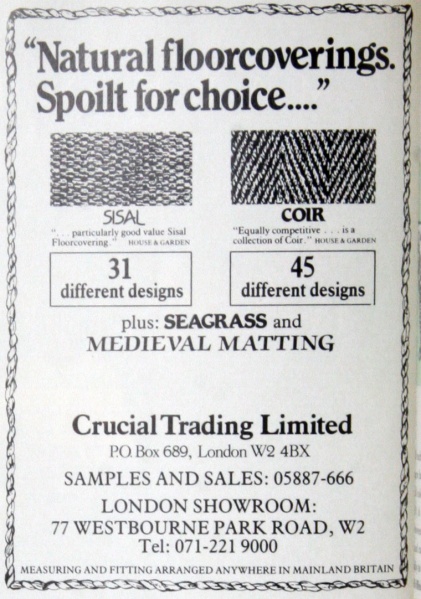 “Natural floorcoverings.
Spoilt for choice....”
SISAL
“... particularly good value Sisal
Floorcovering.” HOUSE & GARDEN
31
different designs
COIR
“Equally competitive ... is a
collection of Coir.” HOUSE & GARDEN
45
different designs
plus: SEAGRASS and
MEDIEVAL MATTING
Crucial Trading Limited
P.O. Box 689, London W2 4BX
SAMPLES AND SALES: 05887-666
LONDON SHOWROOM:
77 WESTBOURNE PARK ROAD, W2
Tel: 071-221 9000
MEASURING AND FITTING ARRANGED ANYWHERE IN MAINLAND BRITAIN